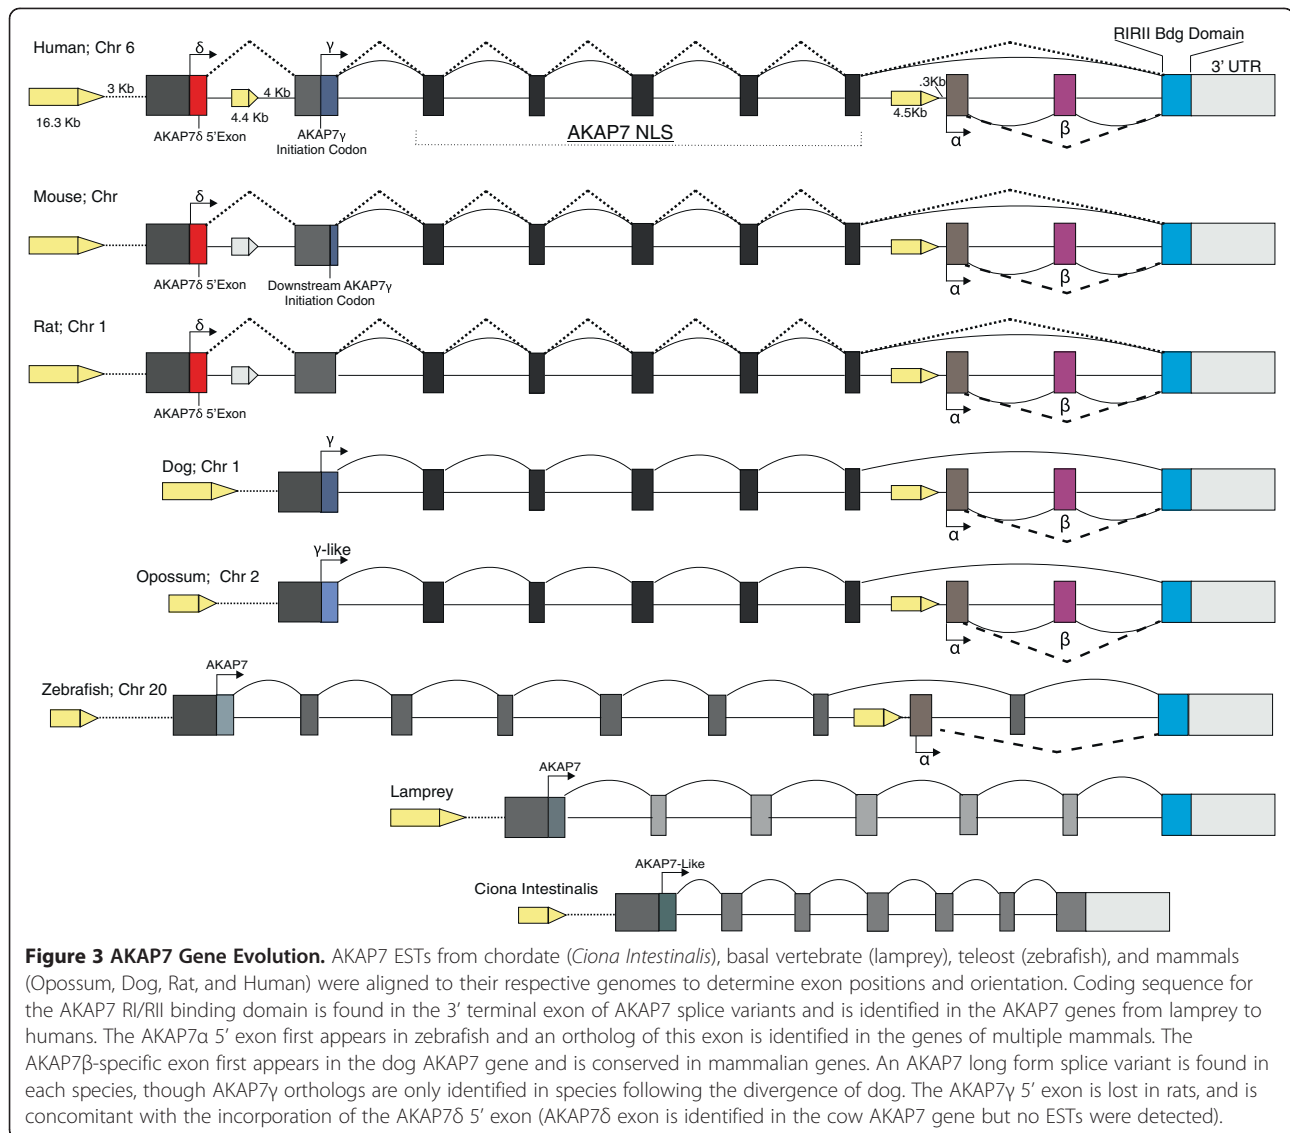 Human; Chr 6
δ
γ
RIRII Bdg Domain
3' UTR
3 Kb
16.3 Kb
4 Kb
4.4 Kb
.3Kb
4.5Kb
AKAP7δ 5'Exon
AKAP7γ
Initiation Codon
AKAP7 NLS
α
β
Mouse; Chr
δ
AKAP7δ 5'Exon
Downstream AKAP7γ
Initiation Codon
α
β
Rat; Chr 1
δ
AKAP7δ 5'Exon
α
β
Dog; Chr 1
γ
α
β
Opossum; Chr 2
γ-like
α
β
Zebrafish; Chr 20
AKAP7
α
Lamprey
AKAP7
Ciona Intestinalis
AKAP7-Like
Figure 3 AKAP7 Gene Evolution. AKAP7 ESTs from chordate (Ciona Intestinalis), basal vertebrate (lamprey), teleost (zebrafish), and mammals
(Opossum, Dog, Rat, and Human) were aligned to their respective genomes to determine exon positions and orientation. Coding sequence for
the AKAP7 RI/RII binding domain is found in the 3' terminal exon of AKAP7 splice variants and is identified in the AKAP7 genes from lamprey to
humans. The AKAP7α 5' exon first appears in zebrafish and an ortholog of this exon is identified in the genes of multiple mammals. The
AKAP7β-specific exon first appears in the dog AKAP7 gene and is conserved in mammalian genes. An AKAP7 long form splice variant is found in
each species, though AKAP7γ orthologs are only identified in species following the divergence of dog. The AKAP7γ 5' exon is lost in rats, and is
concomitant with the incorporation of the AKAP7δ 5' exon (AKAP7δ exon is identified in the cow AKAP7 gene but no ESTs were detected).